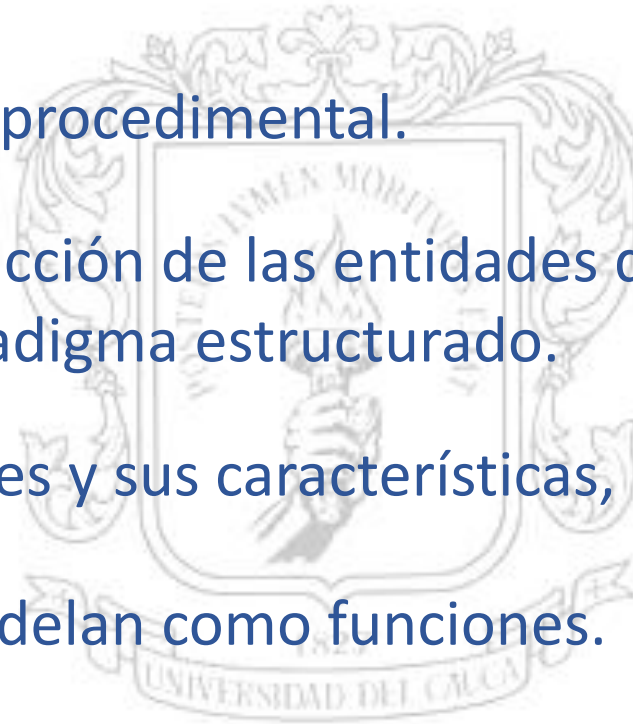 procedimental.
cción de las entidades d
adigma estructurado.
es y sus características,
delan como funciones.
UNIVERSIDAD DEL CAUCA